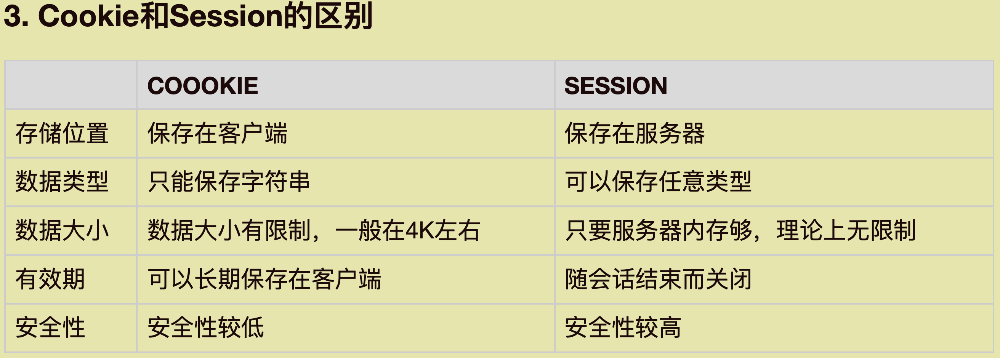 3. Cookie和Session的区别
COOOKIE SESSION
存储位置 保存在客户端 保存在服务器
数据类型 只能保存字符串 可以保存任意类型
数据大小 数据大小有限制，一般在4K左右 只要服务器内存够，理论上无限制
有效期 可以长期保存在客户端 随会话结束而关闭
安全性 安全性较低 安全性较高